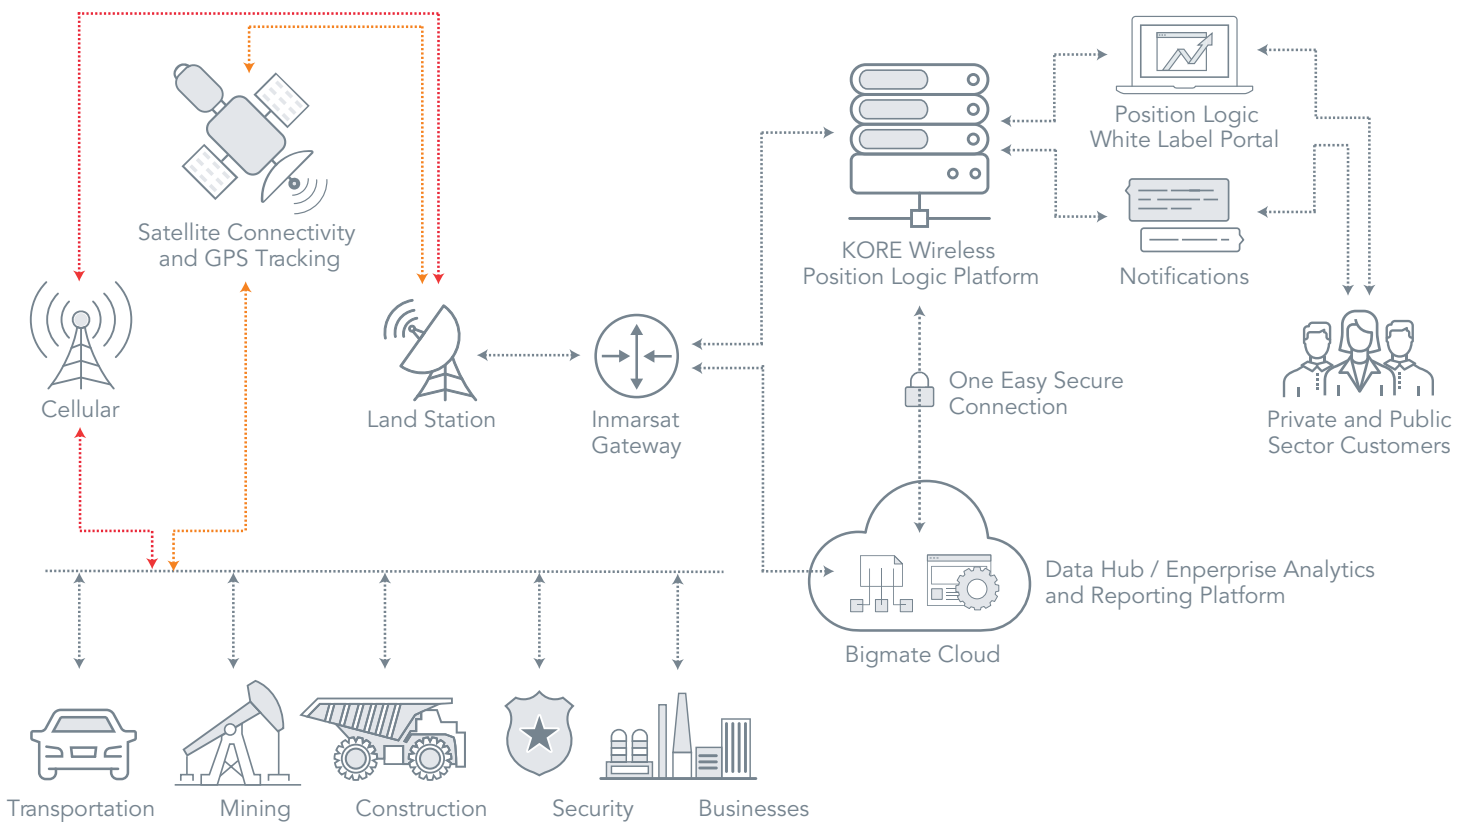 Position Logic
White Label Portal
Satellite Connectivity
and GPS Tracking
KORE Wireless
Position Logic Platform
Notifications
Cellular
Land Station
Inmarsat
Gateway
One Easy Secure
Connection
Private and Public
Sector Customers
Data Hub / Enperprise Analytics
and Reporting Platform
Bigmate Cloud
Transportation
Mining
Construction
Security
Businesses